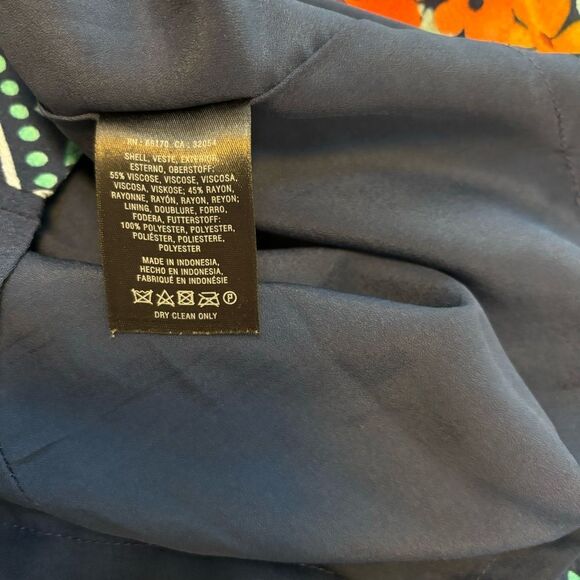 RN: 68170 CA: 32054
SHELL, VESTE, EXTERIOR,
ESTERNO, OBERSTOFF:
55% VISCOSE, VISCOSE, VISCOSA,
VISCOSA, VISKOSE; 45% RAYON,
RAYONNE, RAYÓN, RAYON, REYON;
LINING, DOUBLURE, FORRO,
FODERA, FUTTERSTOFF:
100% POLYESTER, POLYESTER,
POLIÉSTER, POLIESTERE,
POLYESTER
MADE IN INDONESIA,
HECHO EN INDONESIA,
FABRIQUÉ EN INDONÉSIE
P
DRY CLEAN ONLY